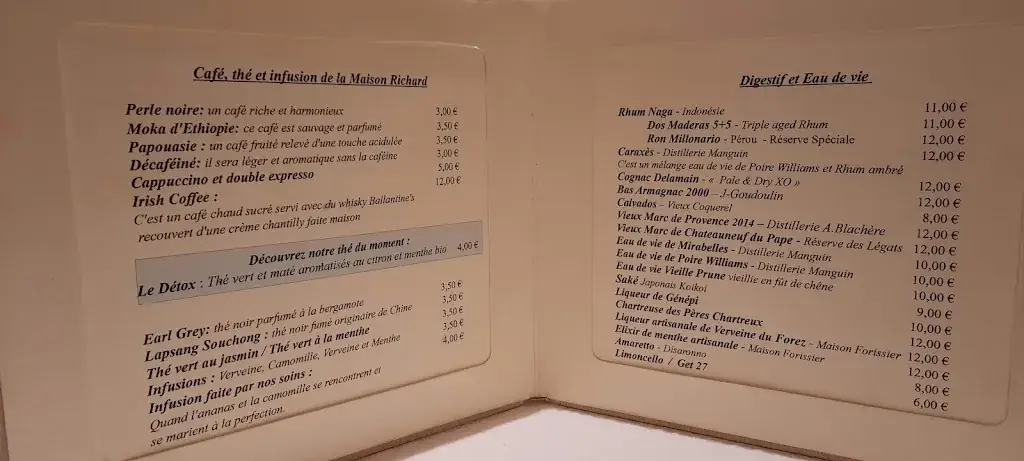 Café, thé et infusion de la Maison Richard
Perle noire: un café riche et harmonieux 3,00 €
Moka d'Ethiopie: ce café est sauvage et parfumé 3,50 €
Papouasie : un café fruité relevé d'une touche acidulée 3,50 €
Décaféiné: il sera léger et aromatique sans la caféine 3,00 €
Cappuccino et double expresso 5,00 €
Irish Coffee : 12,00 €
C'est un café chaud sucré servi avec du whisky Ballantine's
recouvert d'une crème chantilly faite maison
Découvrez notre thé du moment :
Le Détox : Thé vert et maté aromatisés au citron et menthe bio 4,00 €
Earl Grey: thé noir parfumé à la bergamote 3,50 €
Lapsang Souchong : thé noir fumé originaire de Chine 3,50 €
Thé vert au jasmin / Thé vert à la menthe 3,50 €
Infusions : Verveine, Camomille, Verveine et Menthe 3,50 €
Infusion faite par nos soins : 4,00 €
Quand l'ananas et la camomille se rencontrent et
se marient à la perfection.
Digestif et Eau de vie
Rhum Naga - Indonésie 11,00 €
Dos Maderas 5+5 - Triple aged Rhum 11,00 €
Ron Millonario - Pérou - Réserve Spéciale 12,00 €
Caraxès - Distillerie Manguin 12,00 €
C'est un mélange eau de vie de Poire Williams et Rhum ambré
Cognac Delamain - « Pale & Dry XO » 12,00 €
Bas Armagnac 2000 – J-Goudoulin 12,00 €
Calvados – Vieux Coquerel 8,00 €
Vieux Marc de Provence 2014 – Distillerie A.Blachère 12,00 €
Vieux Marc de Chateauneuf du Pape - Réserve des Légats 12,00 €
Eau de vie de Mirabelles - Distillerie Manguin 10,00 €
Eau de vie de Poire Williams - Distillerie Manguin 10,00 €
Eau de vie Vieille Prune vieillie en fût de chêne 10,00 €
Saké Japonais Koikoi 9,00 €
Liqueur de Génépi 10,00 €
Chartreuse des Pères Chartreux 12,00 €
Liqueur artisanale de Verveine du Forez - Maison Forissier 12,00 €
Elixir de menthe artisanale - Maison Forissier 12,00 €
Amaretto - Disaronno 8,00 €
Limoncello / Get 27 6,00 €